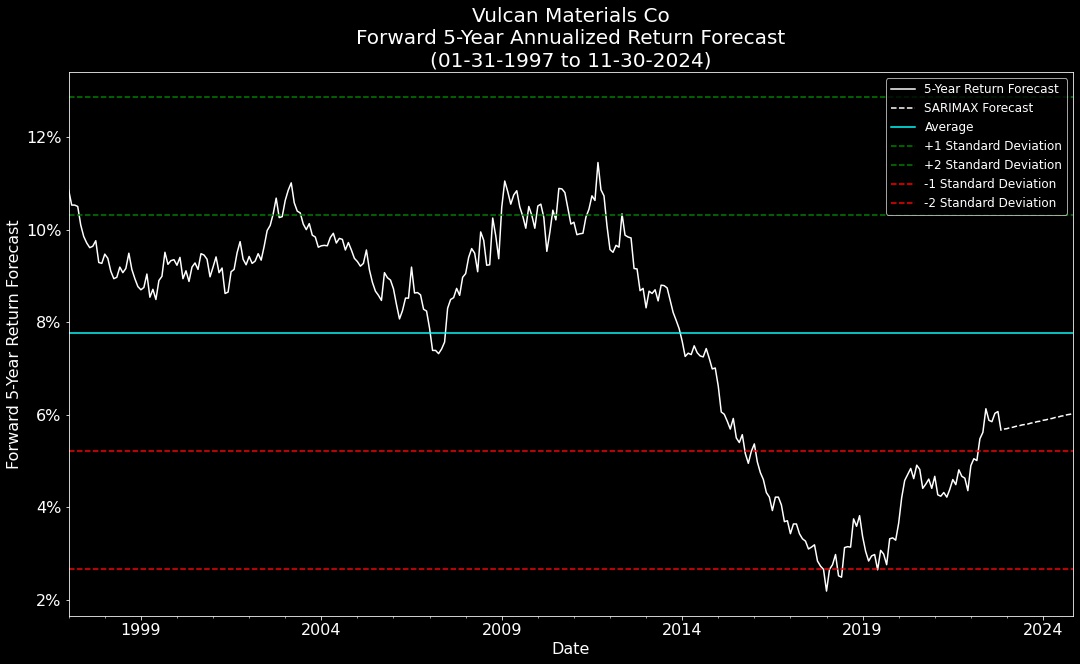 Vulcan Materials Co
Forward 5-Year Annualized Return Forecast
(01-31-1997 to 11-30-2024)
5-Year Return Forecast
SARIMAX Forecast
Average
+1 Standard Deviation
+2 Standard Deviation
-1 Standard Deviation
-2 Standard Deviation
Forward 5-Year Return Forecast
12%
10%
8%
6%
4%
2%
1999 2004 2009 2014 2019 2024
Date